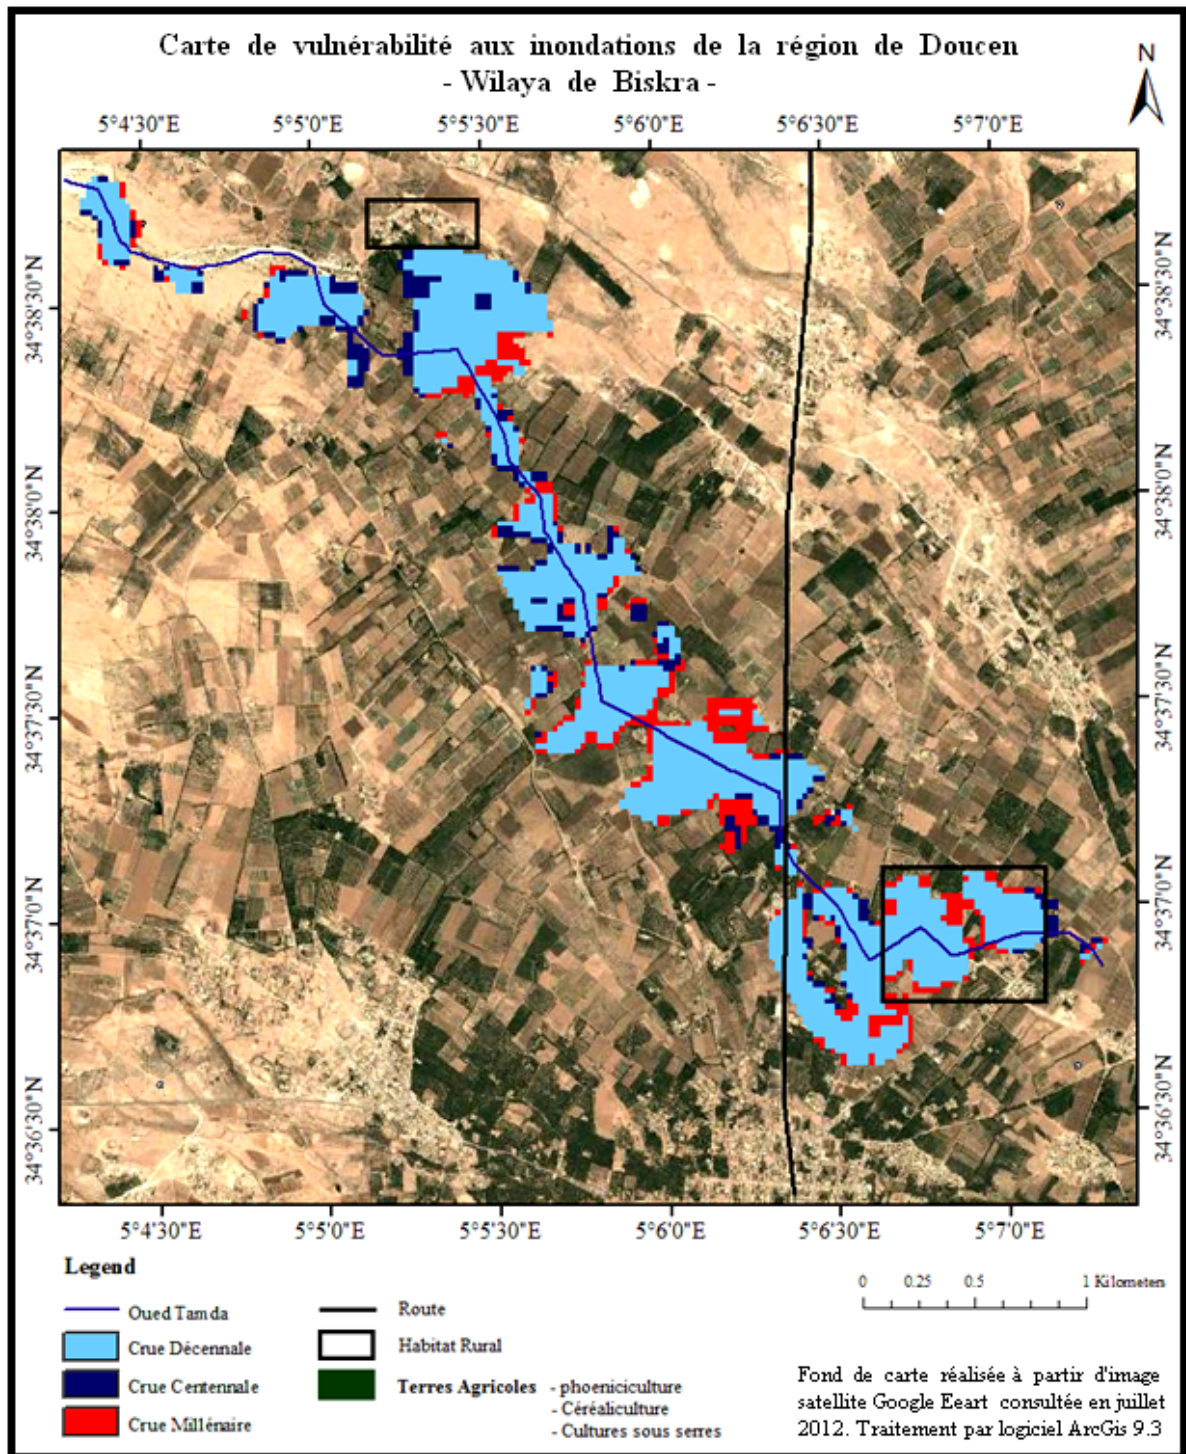 Carte de vulnérabilité aux inondations de la région de Doucen
- Wilaya de Biskra -
N
5°4'30"E 5°5'0"E 5°5'30"E 5°6'0"E 5°6'30"E 5°7'0"E
34°38'30"N 34°38'30"N
34°38'0"N 34°38'0"N
34°37'30"N 34°37'30"N
34°37'0"N 34°37'0"N
34°36'30"N 34°36'30"N
5°4'30"E 5°5'0"E 5°5'30"E 5°6'0"E 5°6'30"E 5°7'0"E
Legend
Oued Tamda
Crue Décennale
Crue Centennale
Crue Millénaire
Route
Habitat Rural
Terres Agricoles - phoeniciculture
- Céréaliculture
- Cultures sous serres
0 0.25 0.5 1 Kilometers
Fond de carte réalisée à partir d'image
satellite Google Eeart consultée en juillet
2012. Traitement par logiciel ArcGis 9.3